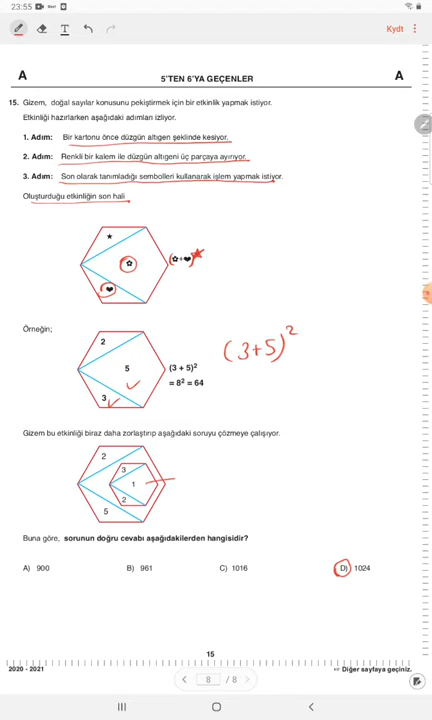 23:55
Kydt
A
5'TEN 6'YA GEÇENLER
A
15. Gizem, doğal sayılar konusunu pekiştirmek için bir etkinlik yapmak istiyor.
Etkinliği hazırlarken aşağıdaki adımları izliyor.
1. Adım: Bir kartonu önce düzgün altıgen şeklinde kesiyor.
2. Adım: Renkli bir kalem ile düzgün altıgeni üç parçaya ayırıyor.
3. Adım: Son olarak tanımladığı sembolleri kullanarak işlem yapmak istiyor.
Oluşturduğu etkinliğin son hali
★
✿
(✿+❤)★
❤
Örneğin;
2
5
3
(3 + 5)²
= 8² = 64
(3+5)²
Gizem bu etkinliği biraz daha zorlaştırıp aşağıdaki soruyu çözmeye çalışıyor.
2
3
1
2
5
Buna göre, sorunun doğru cevabı aşağıdakilerden hangisidir?
A) 900 B) 961 C) 1016 D) 1024
15
2020 - 2021
⇨ Diğer sayfaya geçiniz.
8 / 8